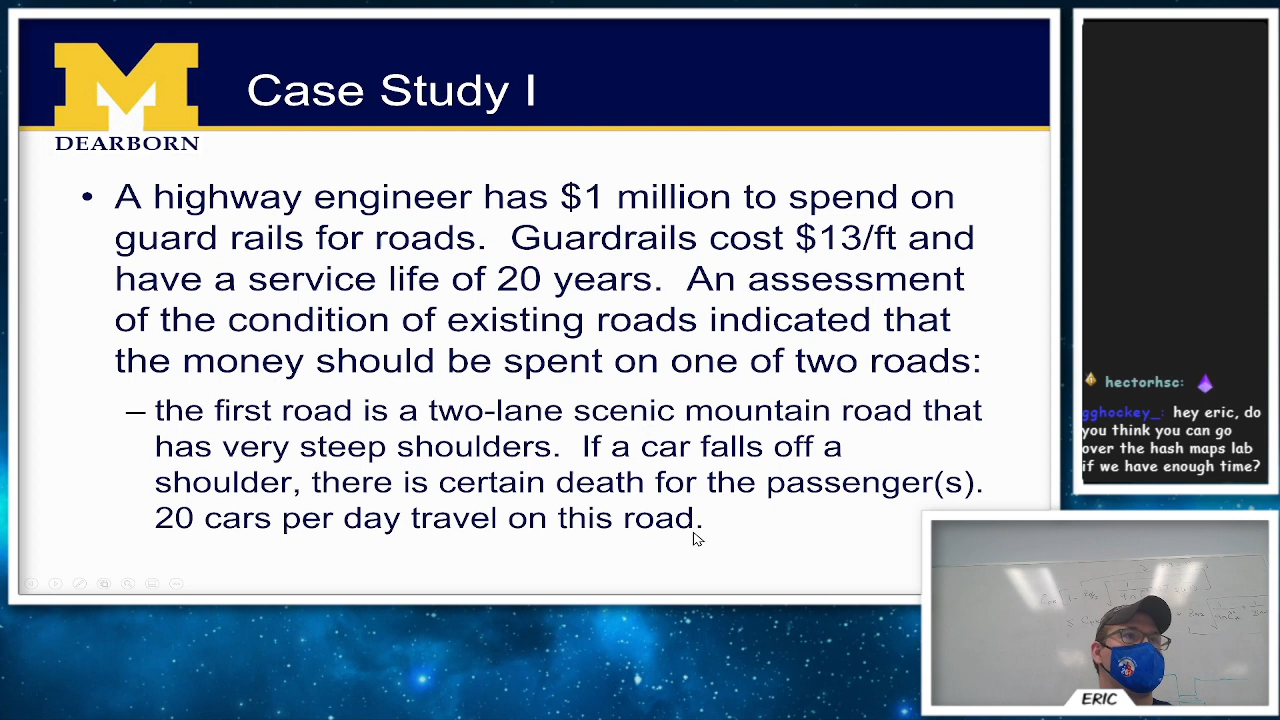 DEARBORN
Case Study I
• A highway engineer has $1 million to spend on
guard rails for roads. Guardrails cost $13/ft and
have a service life of 20 years. An assessment
of the condition of existing roads indicated that
the money should be spent on one of two roads:
– the first road is a two-lane scenic mountain road that
has very steep shoulders. If a car falls off a
shoulder, there is certain death for the passenger(s).
20 cars per day travel on this road.
hectorhsc:
gghockey_: hey eric, do
you think you can go
over the hash maps lab
if we have enough time?
ERIC